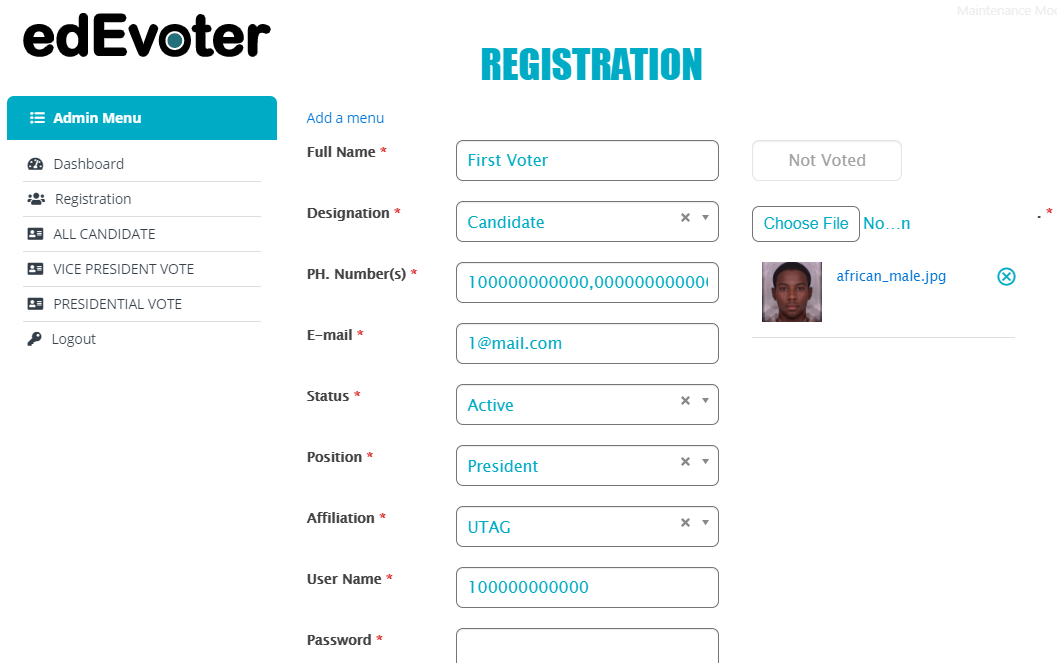 Maintenance Mo
edEvoter
REGISTRATION
Admin Menu
Dashboard
Registration
ALL CANDIDATE
VICE PRESIDENT VOTE
PRESIDENTIAL VOTE
Logout
Add a menu
Full Name *
First Voter
Not Voted
Designation *
Candidate
Choose File No...n
. *
PH. Number(s) *
100000000000,000000000000
african_male.jpg
E-mail *
1@mail.com
Status *
Active
Position *
President
Affiliation *
UTAG
User Name *
100000000000
Password *